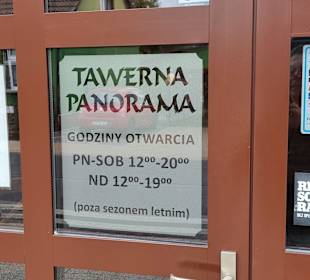 TAWERNA
PANORAMA
GODZINY OTWARCIA
PN-SOB 12⁰⁰-20⁰⁰
ND 12⁰⁰-19⁰⁰
(poza sezonem letnim)